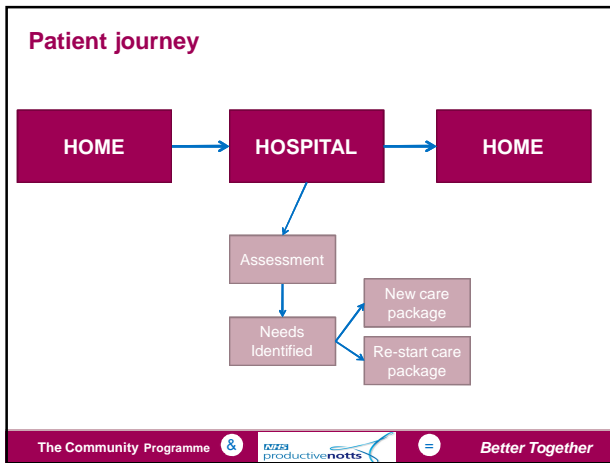 Patient journey
HOME
HOSPITAL
HOME
Assessment
Needs
Identified
New care
package
Re-start care
package
The Community Programme & NHS = Better Together
productivenotts